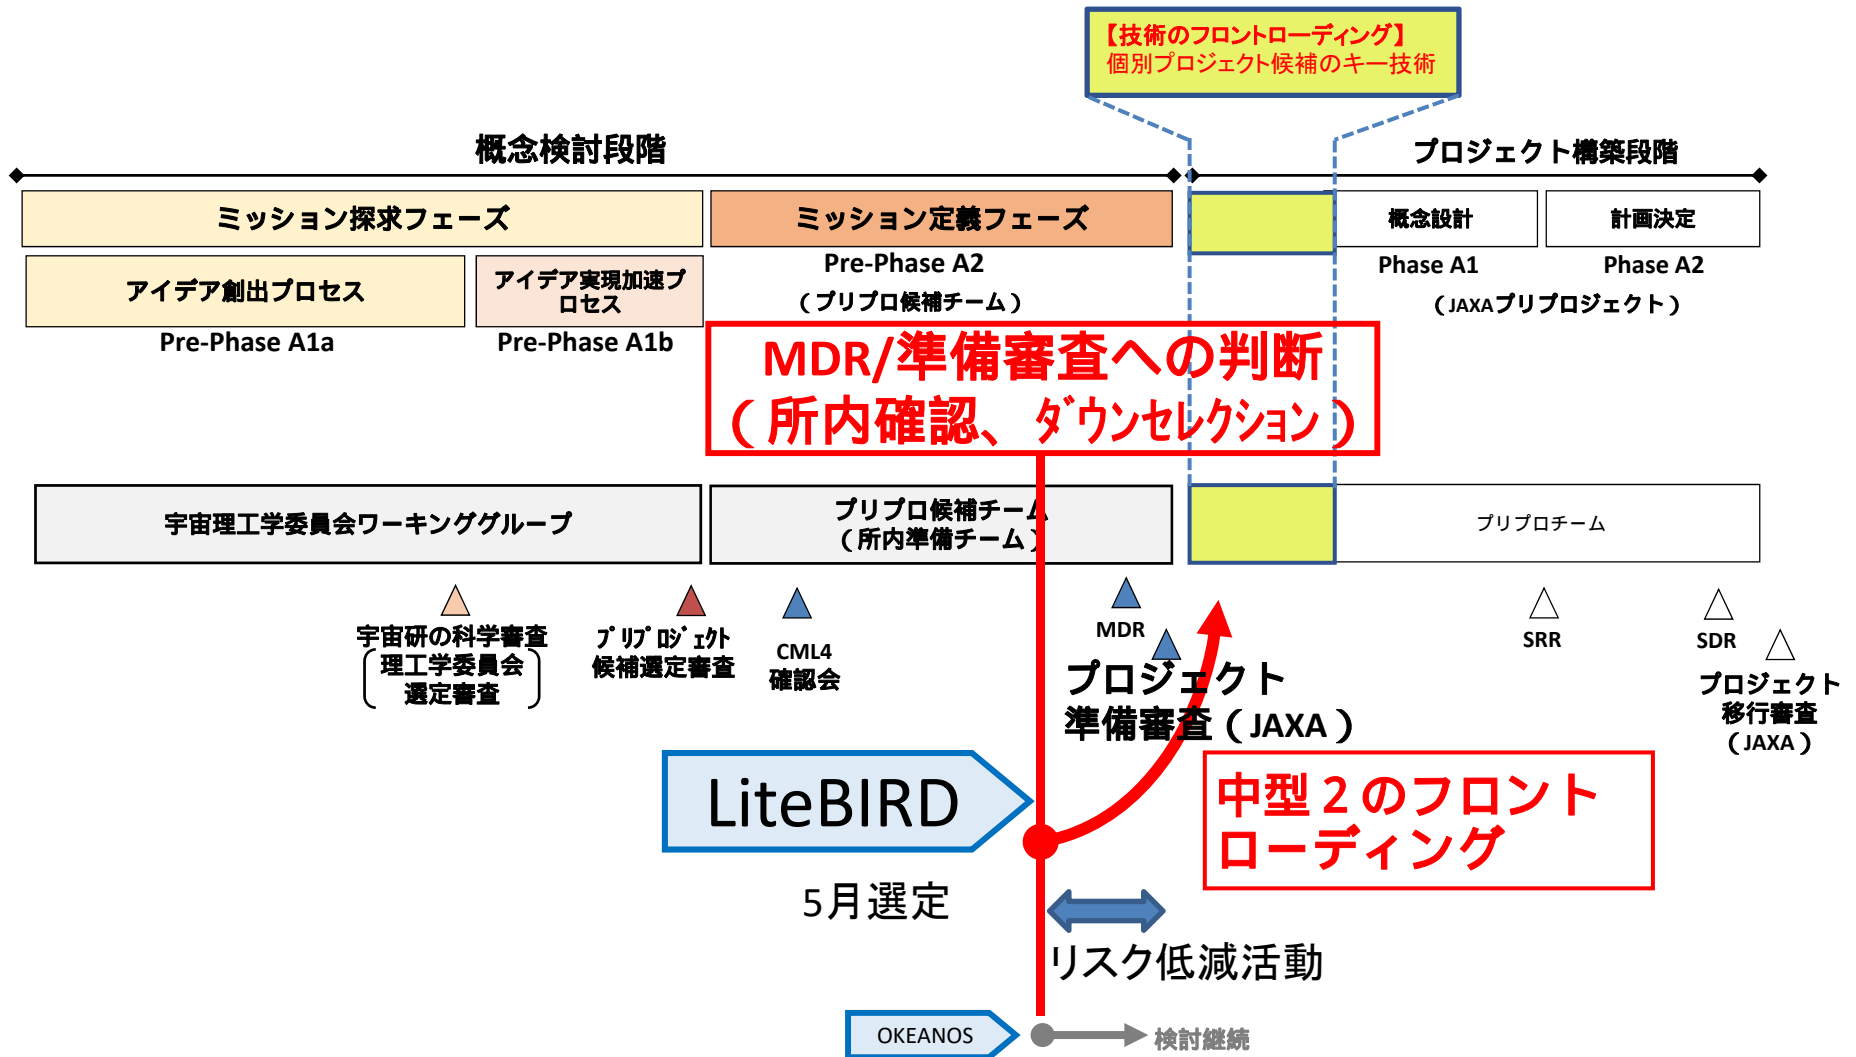 【技術のフロントローディング】
個別プロジェクト候補のキー技術
概念検討段階
プロジェクト構築段階
ミッション探求フェーズ
ミッション定義フェーズ
概念設計
計画決定
アイデア創出プロセス
アイデア実現加速プ
ロセス
Pre-Phase A2
（プリプロ候補チーム）
Phase A1
Phase A2
（JAXAプリプロジェクト）
Pre-Phase A1a
Pre-Phase A1b
MDR/準備審査への判断
（所内確認、ﾀﾞｳﾝｾﾚｸｼｮﾝ）
宇宙理工学委員会ワーキンググループ
プリプロ候補チーム
（所内準備チーム）
プリプロチーム
宇宙研の科学審査
理工学委員会
選定審査
ﾌﾟﾘﾌﾟﾛｼﾞｪｸﾄ
候補選定審査
CML4
確認会
MDR
プロジェクト
準備審査（JAXA）
SRR
SDR
プロジェクト
移行審査
（JAXA）
LiteBIRD
中型２のフロント
ローディング
5月選定
リスク低減活動
OKEANOS
検討継続